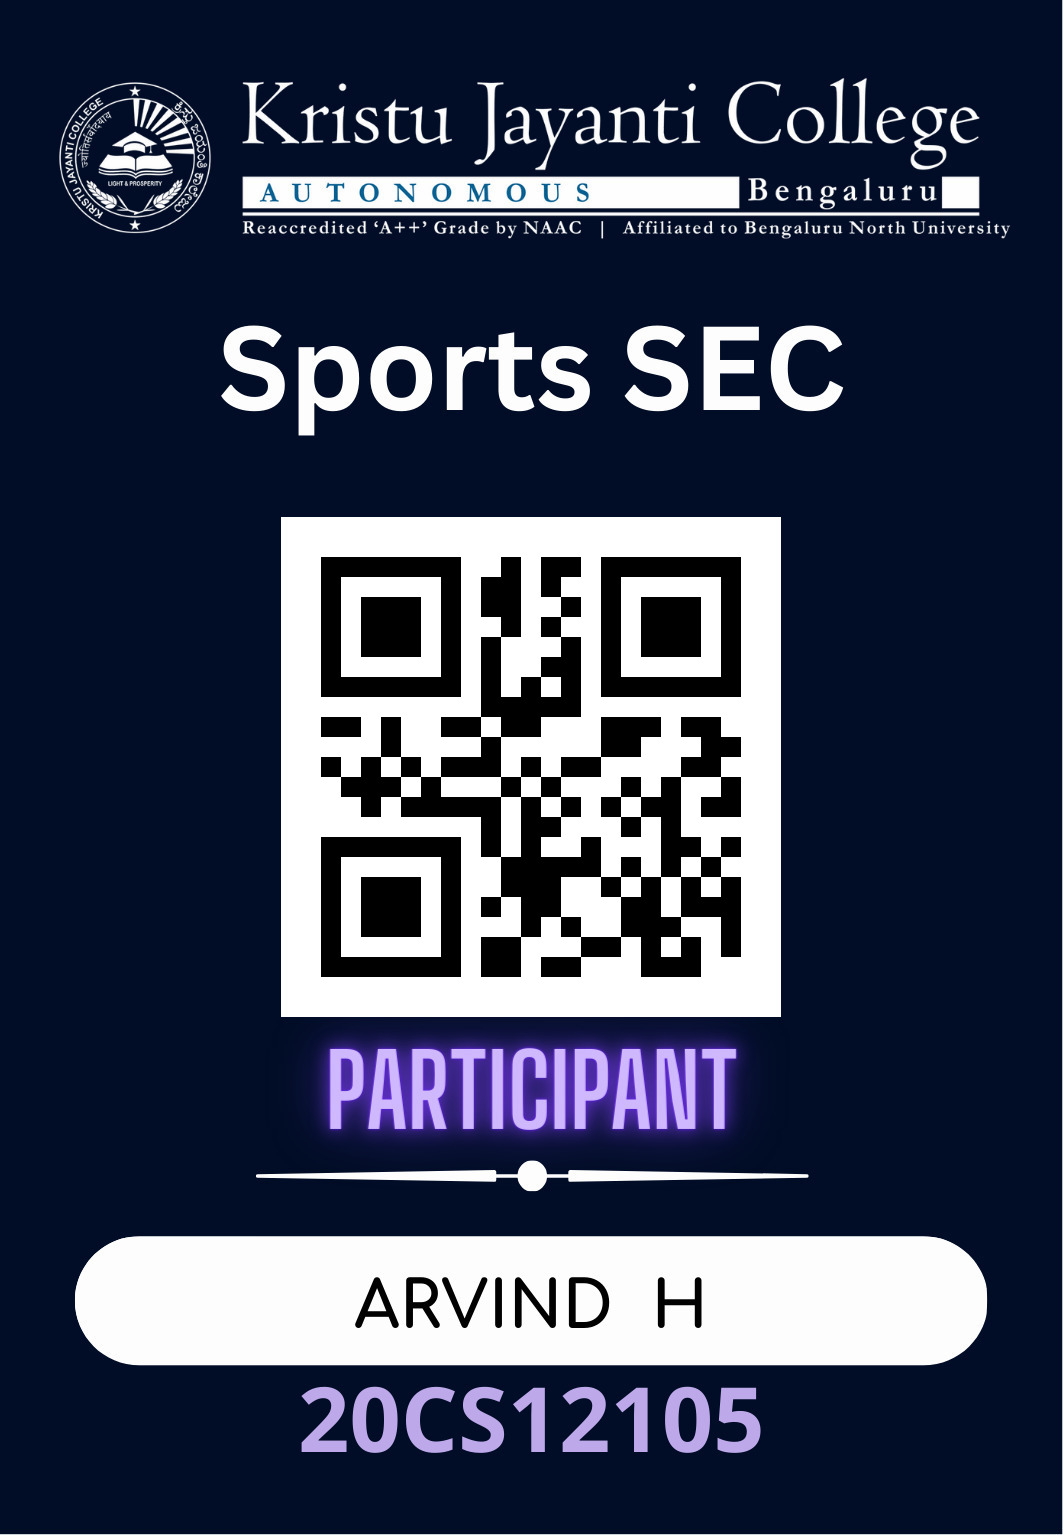 KRISTU JAYANTI COLLEGE
ಕ್ರಿಸ್ತು ಜಯಂತಿ ಕಾಲೇಜು
LIGHT & PROSPERITY
Kristu Jayanti College
AUTONOMOUS Bengaluru
Reaccredited ‘A++’ Grade by NAAC | Affiliated to Bengaluru North University
Sports SEC
PARTICIPANT
ARVIND H
20CS12105